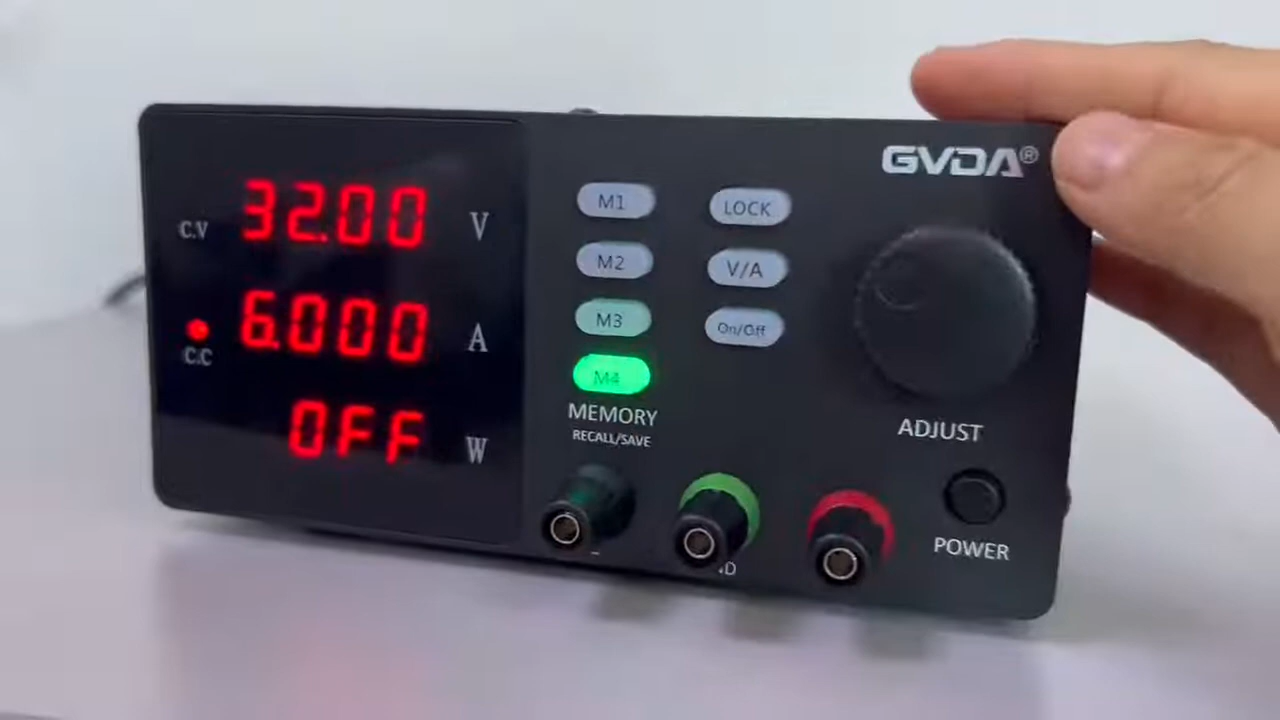 GVDA®
C.V 32.00 V
6.000 A
C.C
OFF W
M1
M2
M3
M4
MEMORY
RECALL/SAVE
LOCK
V/A
On/Off
ADJUST
POWER